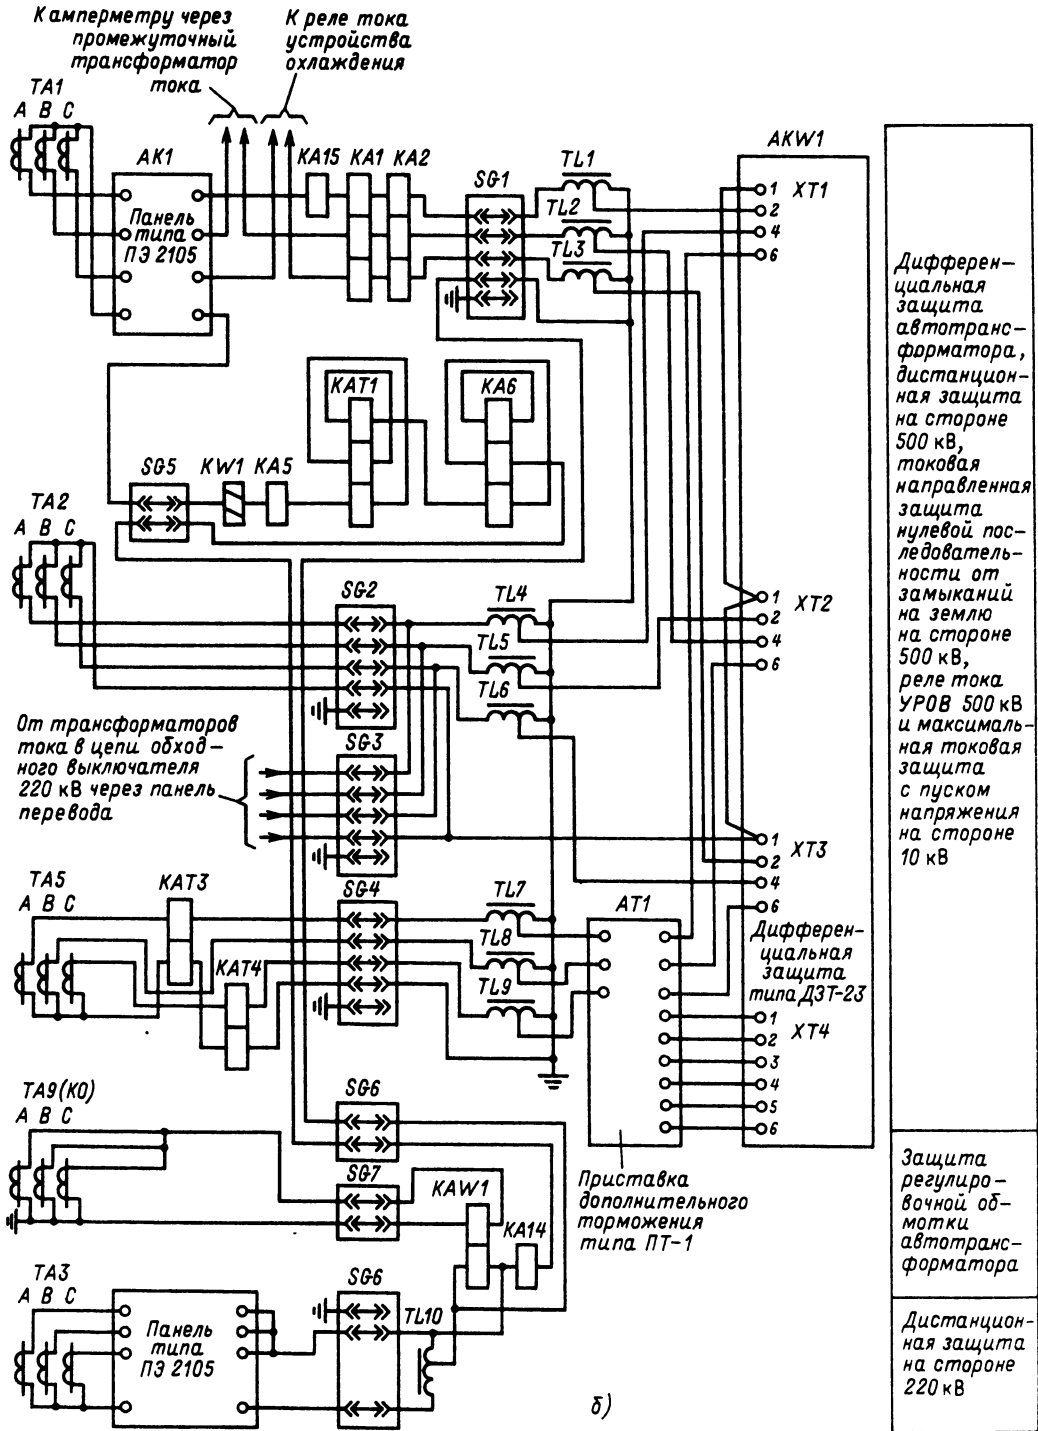 К амперметру через
промежуточный
трансформатор
тока
К реле тока
устройства
охлаждения
TA1
A B C
AK1
Панель
типа
ПЭ 2105
KA15 KA1 KA2
SG1
TL1
TL2
TL3
AKW1
1 XT1
2
4
6
KAT1
KA6
SG5 KW1 KA5
TA2
A B C
SG2
TL4
TL5
TL6
1 XT2
2
4
6
От трансформаторов
тока в цепи обход-
ного выключателя
220 кВ через панель
перевода
SG3
1 XT3
2
4
6
TA5
A B C
KAT3
KAT4
SG4
TL7
TL8
TL9
AT1
Дифферен-
циальная
защита
типа ДЗТ-23
1 XT4
2
3
4
5
6
Приставка
дополнительного
торможения
типа ПТ-1
TA9(KO)
A B C
SG6
SG7
KAW1
KA14
TA3
A B C
Панель
типа
ПЭ 2105
SG6
TL10
б)
Дифферен-
циальная
защита
автотранс-
форматора,
дистанцион-
ная защита
на стороне
500 кВ,
токовая
направленная
защита
нулевой пос-
ледователь-
ности от
замыканий
на землю
на стороне
500 кВ,
реле тока
УРОВ 500 кВ
и максималь-
ная токовая
защита
с пуском
напряжения
на стороне
10 кВ
Защита
регулиро-
вочной об-
мотки
автотранс-
форматора
Дистанцион-
ная защита
на стороне
220 кВ